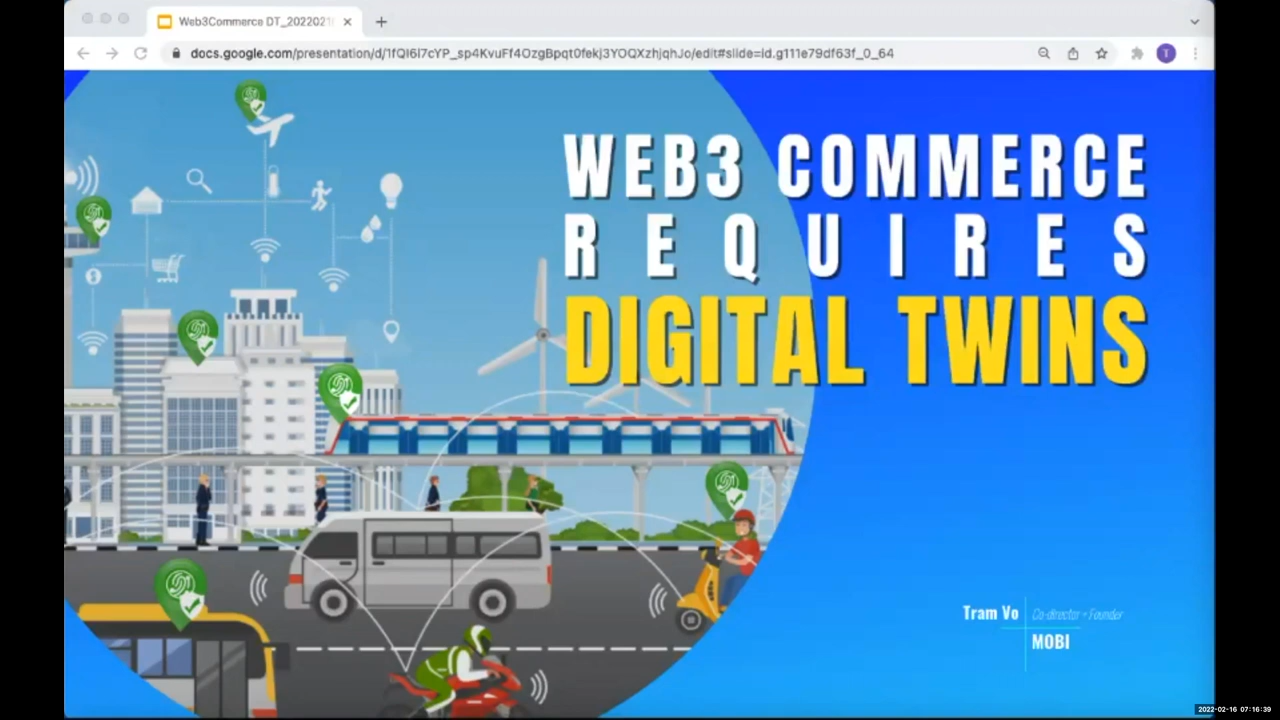 Web3Commerce DT_2022021
docs.google.com/presentation/d/1fQI6I7cYP_sp4KvuFf4OzgBpqt0fekj3YOQXzhjqhJo/edit#slide=id.g111e79df63f_0_64
T
WEB3 COMMERCE
REQUIRES
DIGITAL TWINS
Tram Vo
Co-director + Founder
MOBI
2022-02-16 07:16:39